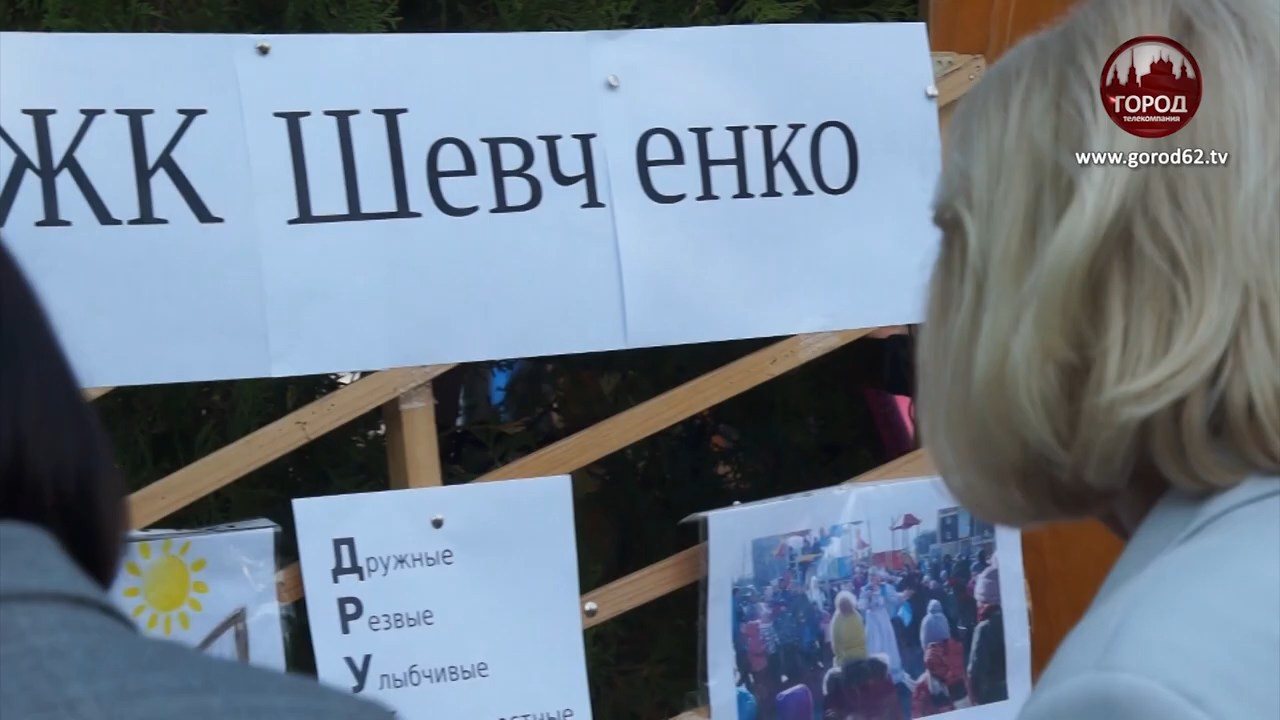 ЖК Шевченко
ГОРОД
телекомпания
www.gorod62.tv
Дружные
Резвые
Улыбчивые